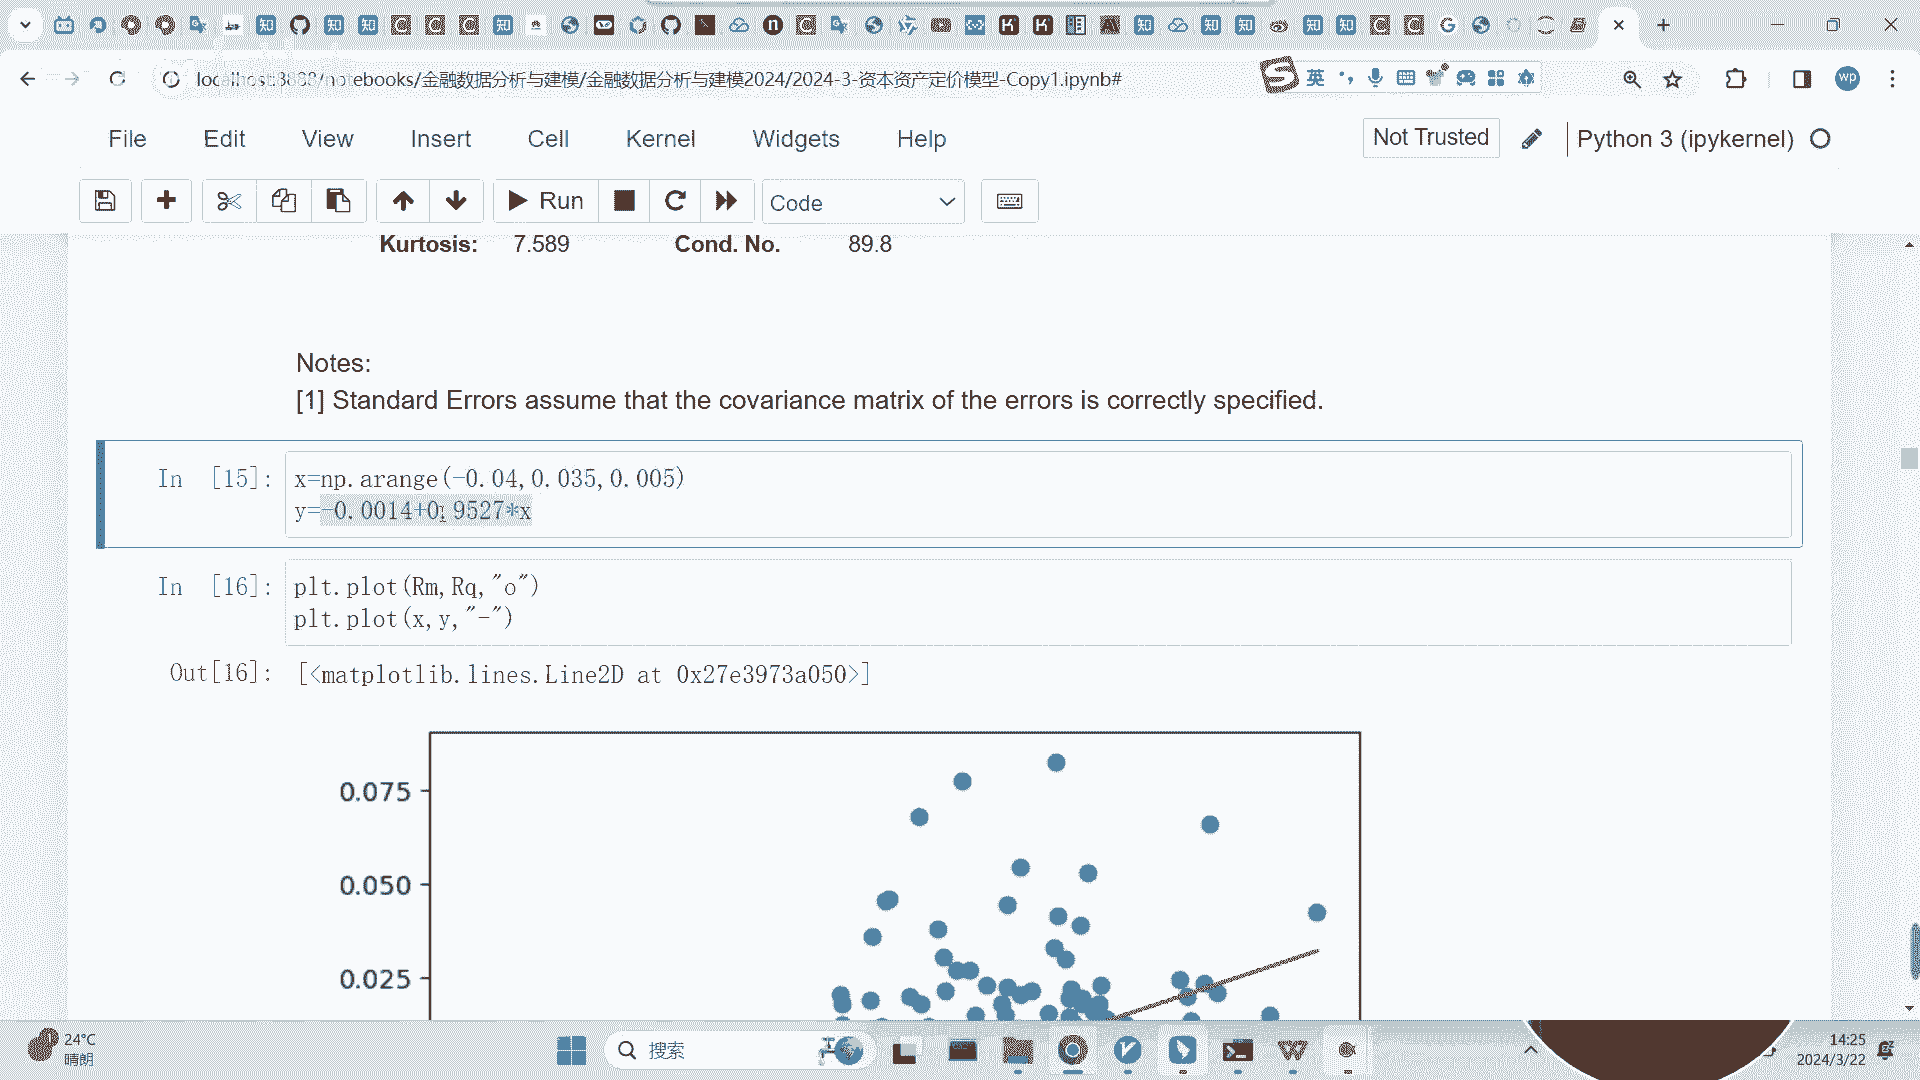 localhost:8888/notebooks/金融数据分析与建模/金融数据分析与建模2024/2024-3-资本资产定价模型-Copy1.ipynb#
英
wp
File Edit View Insert Cell Kernel Widgets Help
Not Trusted
Python 3 (ipykernel)
Run
Code
Kurtosis: 7.589 Cond. No. 89.8
Notes:
[1] Standard Errors assume that the covariance matrix of the errors is correctly specified.
In [15]: x=np.arange(-0.04,0.035,0.005)
y=-0.0014+0.9527*x
In [16]: plt.plot(Rm,Rq,"o")
plt.plot(x,y,"-")
Out[16]: [<matplotlib.lines.Line2D at 0x27e3973a050>]
0.075
0.050
0.025
24°C
晴朗
搜索
14:25
2024/3/22